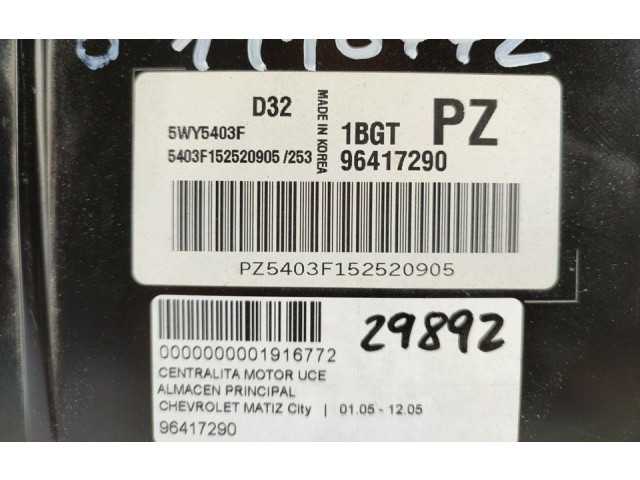 D32
MADE IN KOREA
1BGT PZ
5WY5403F
5403F152520905 /253
96417290
PZ5403F152520905
29892
0000000001916772
CENTRALITA MOTOR UCE
ALMACEN PRINCIPAL
CHEVROLET MATIZ City | 01.05 - 12.05
96417290